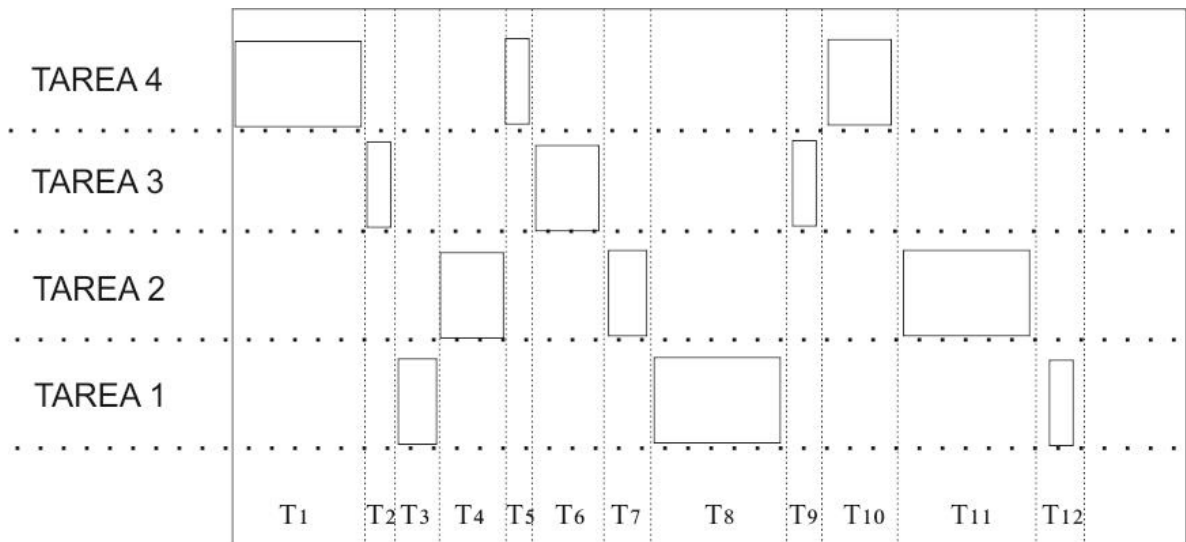 TAREA 4
TAREA 3
TAREA 2
TAREA 1
T1 T2 T3 T4 T5 T6 T7 T8 T9 T10 T11 T12